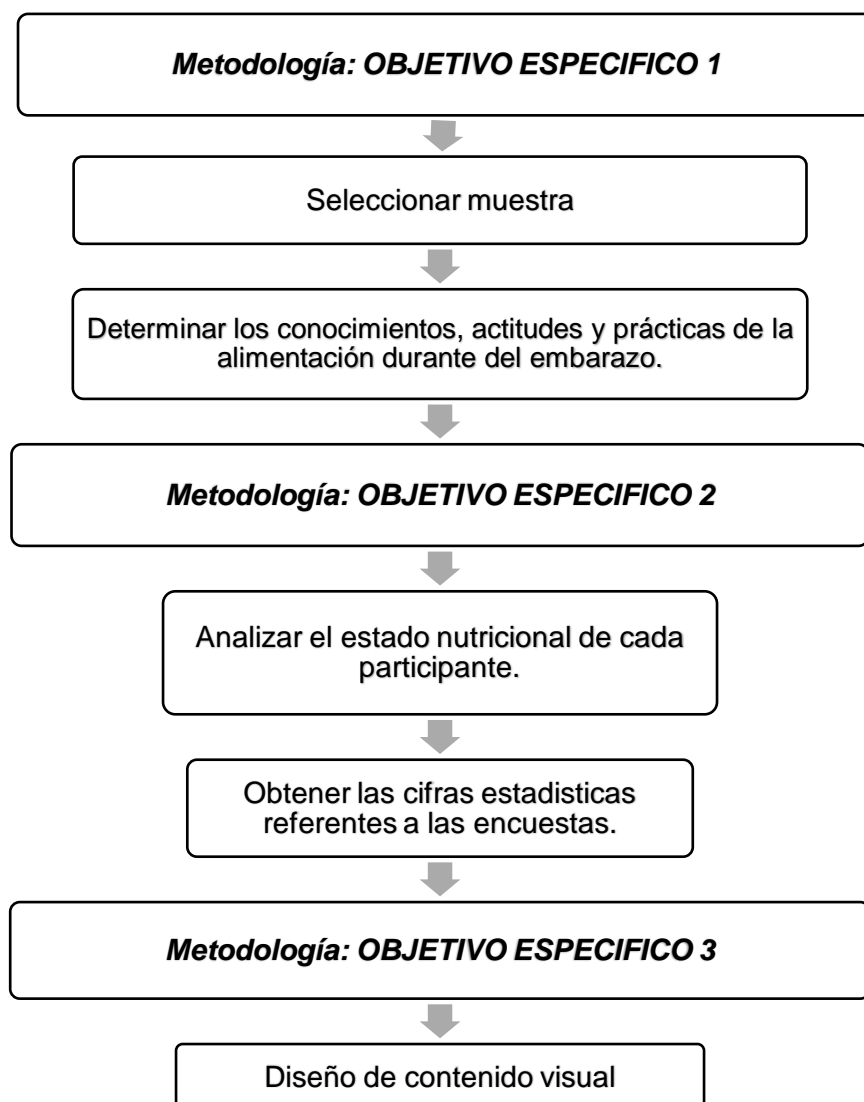 Metodología: OBJETIVO ESPECIFICO 1
Seleccionar muestra
Determinar los conocimientos, actitudes y prácticas de la
alimentación durante del embarazo.
Metodología: OBJETIVO ESPECIFICO 2
Analizar el estado nutricional de cada
participante.
Obtener las cifras estadisticas
referentes a las encuestas.
Metodología: OBJETIVO ESPECIFICO 3
Diseño de contenido visual